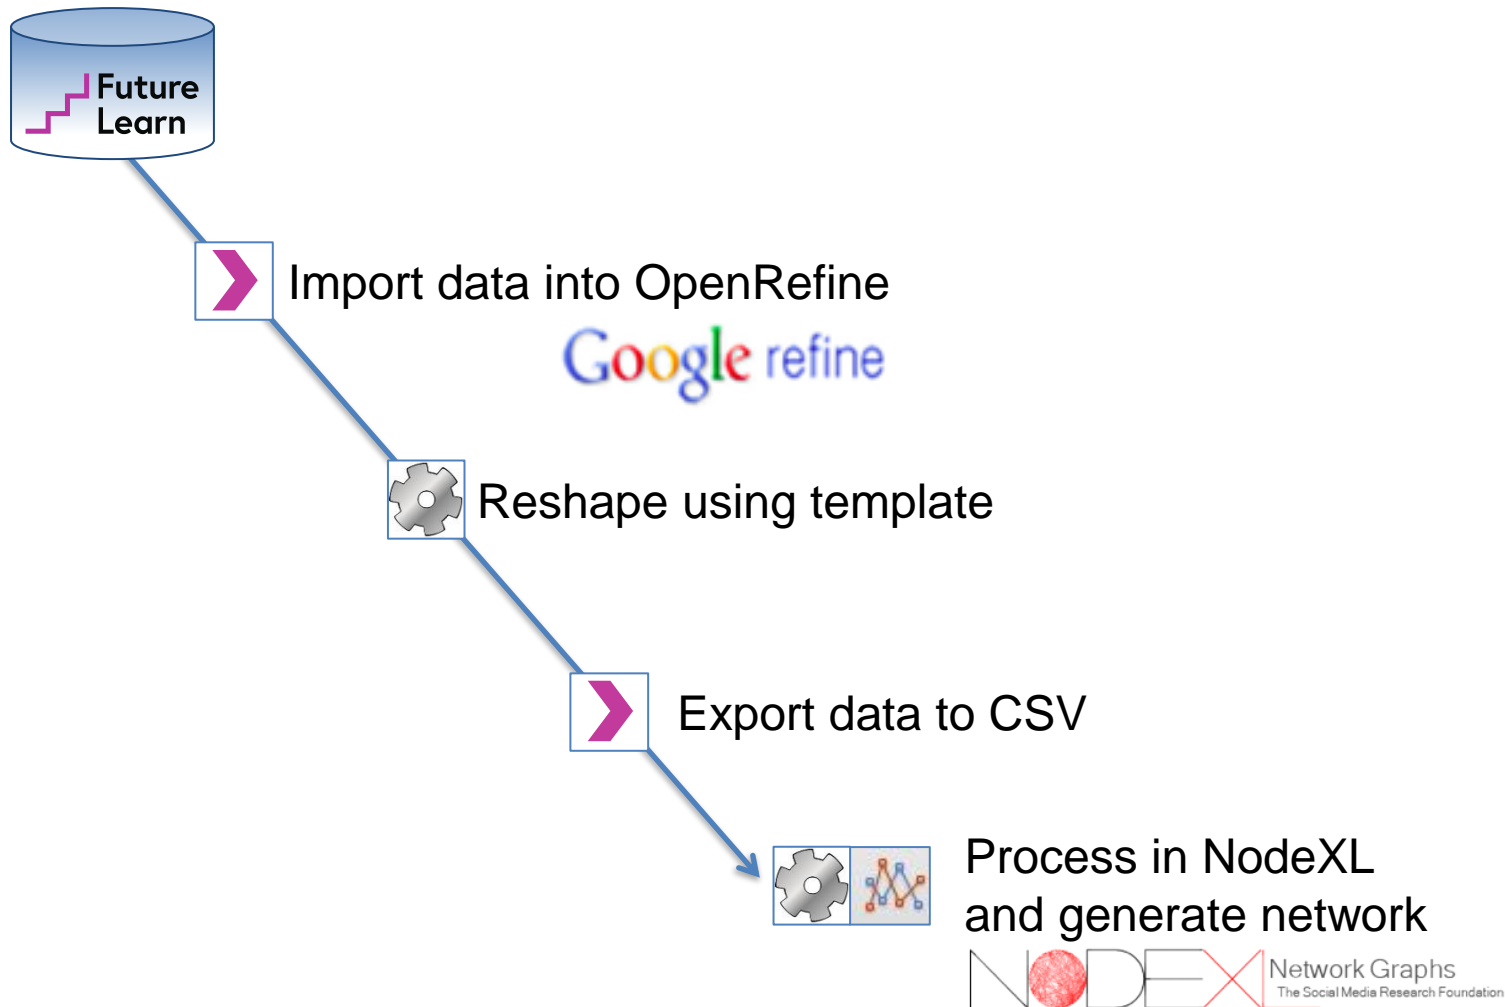 Future
Learn
Import data into OpenRefine
Google refine
Reshape using template
Export data to CSV
Process in NodeXL
and generate network
NODEXL
Network Graphs
The Social Media Research Foundation